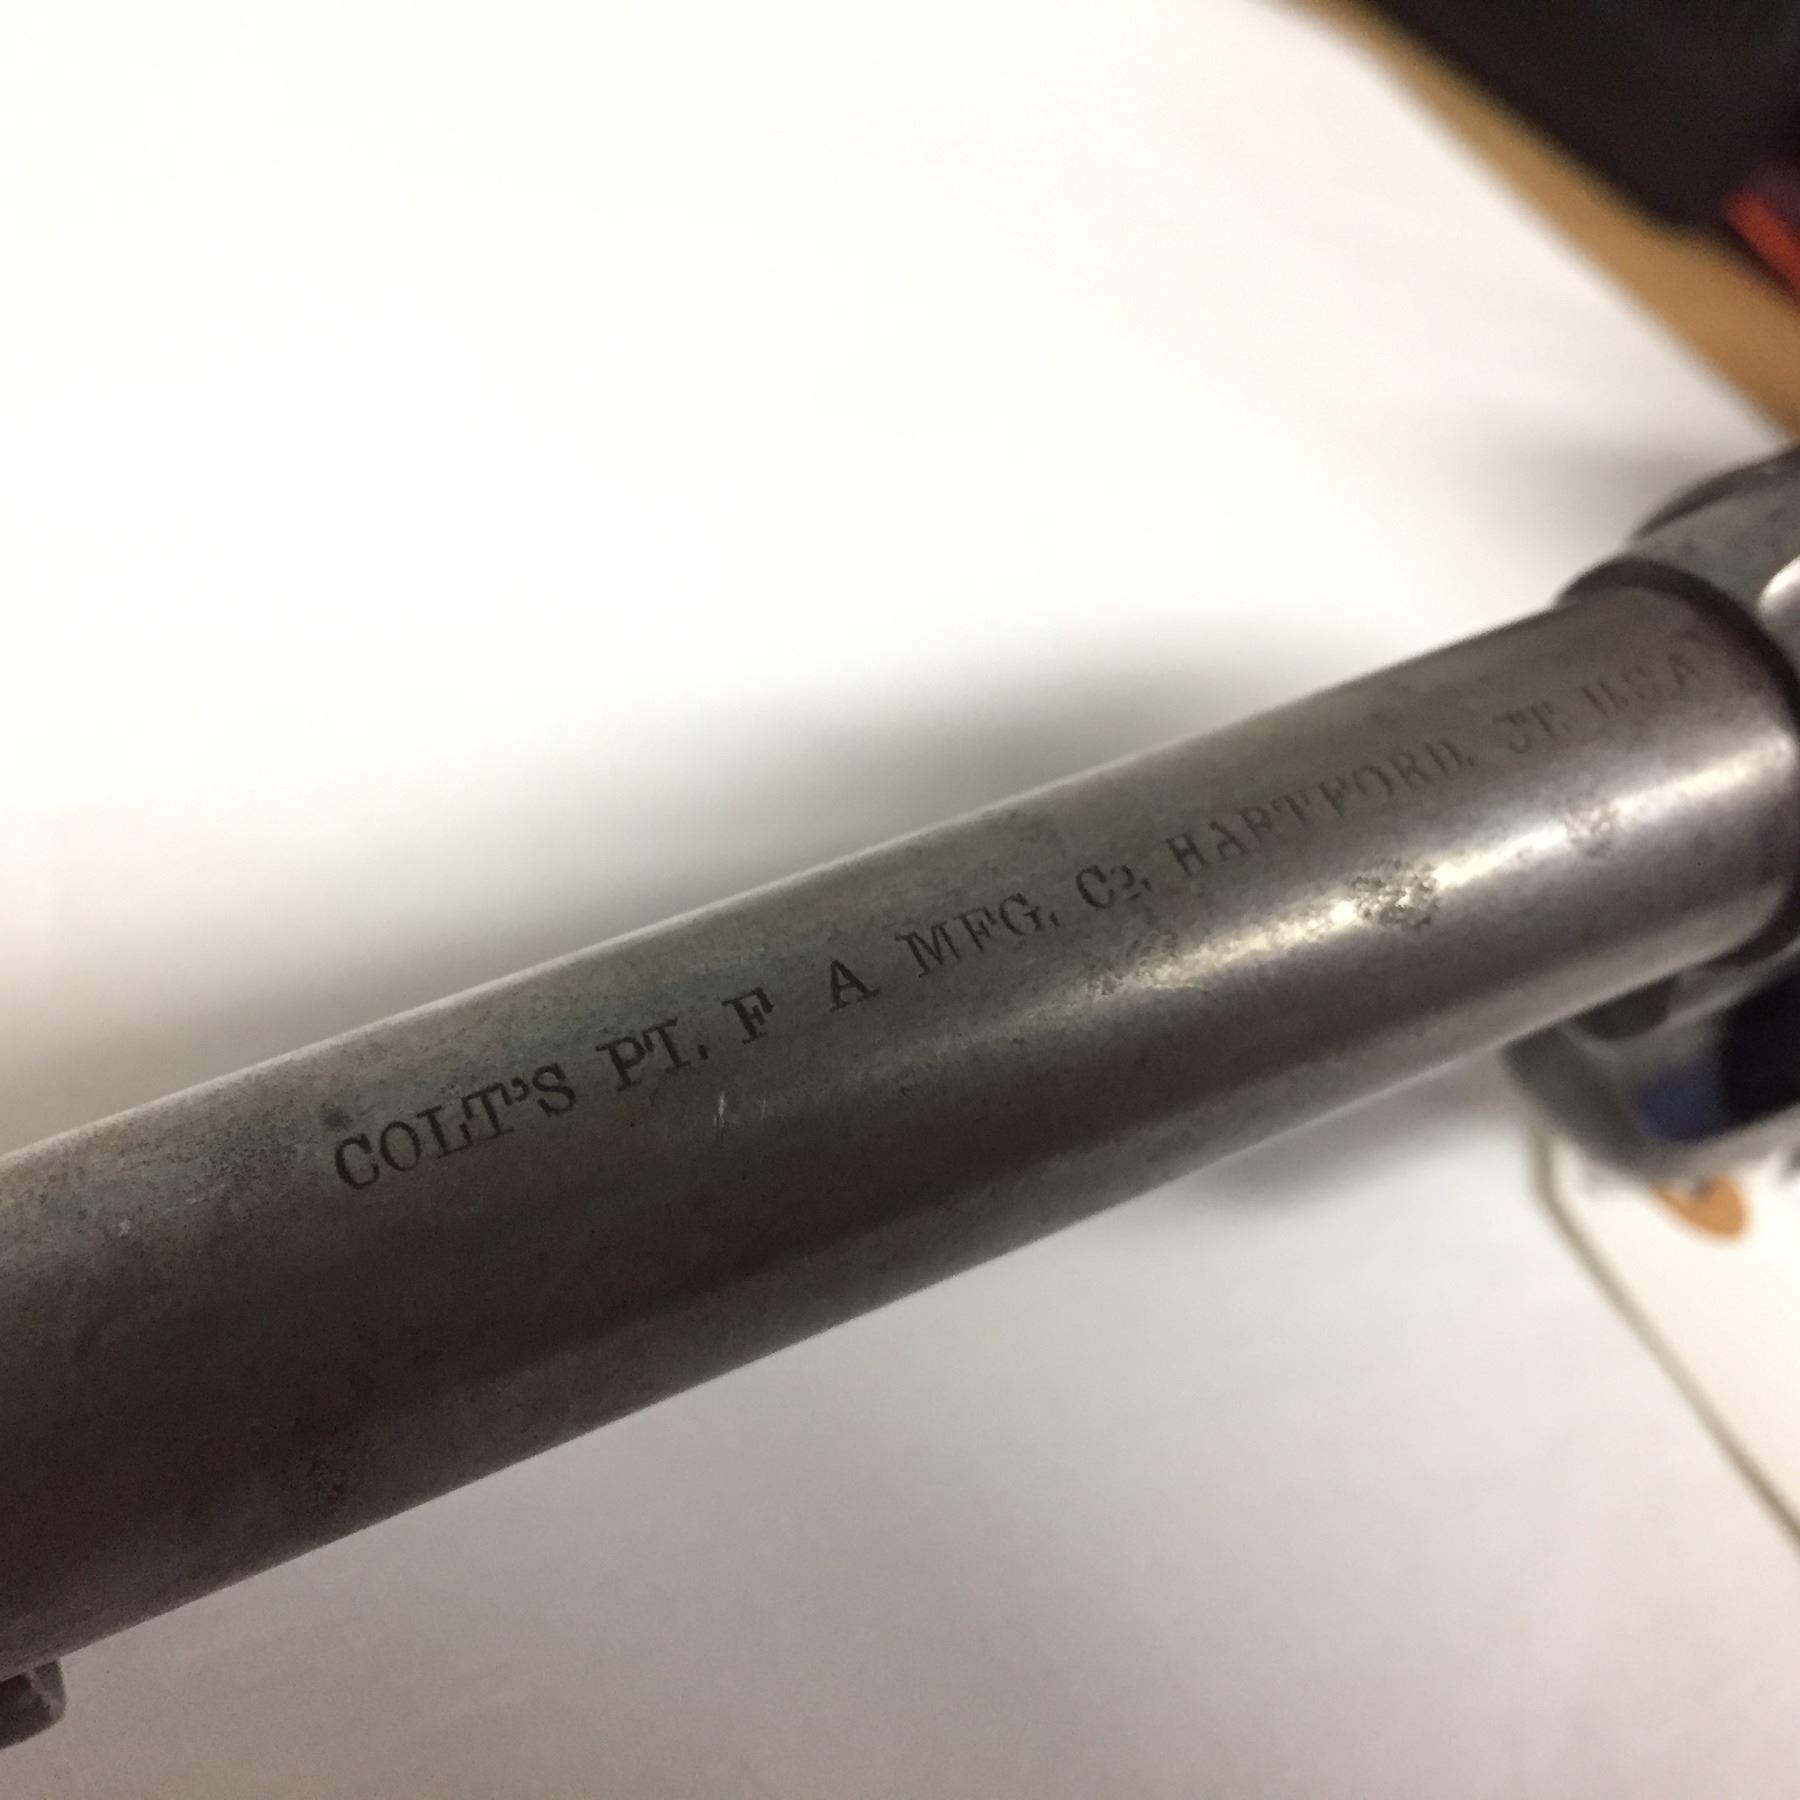 COLT'S PT. F A MFG. Co. HARTFORD, CT. U.S.A